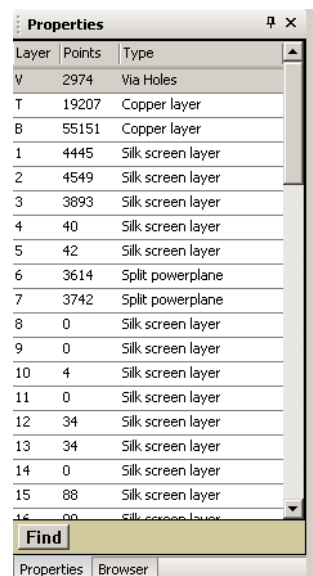 Properties
Layer Points Type
V 2974 Via Holes
T 19207 Copper layer
B 55151 Copper layer
1 4445 Silk screen layer
2 4549 Silk screen layer
3 3893 Silk screen layer
4 40 Silk screen layer
5 42 Silk screen layer
6 3614 Split powerplane
7 3742 Split powerplane
8 0 Silk screen layer
9 0 Silk screen layer
10 4 Silk screen layer
11 0 Silk screen layer
12 34 Silk screen layer
13 34 Silk screen layer
14 0 Silk screen layer
15 88 Silk screen layer
16 Silk screen layer
Find
Properties Browser